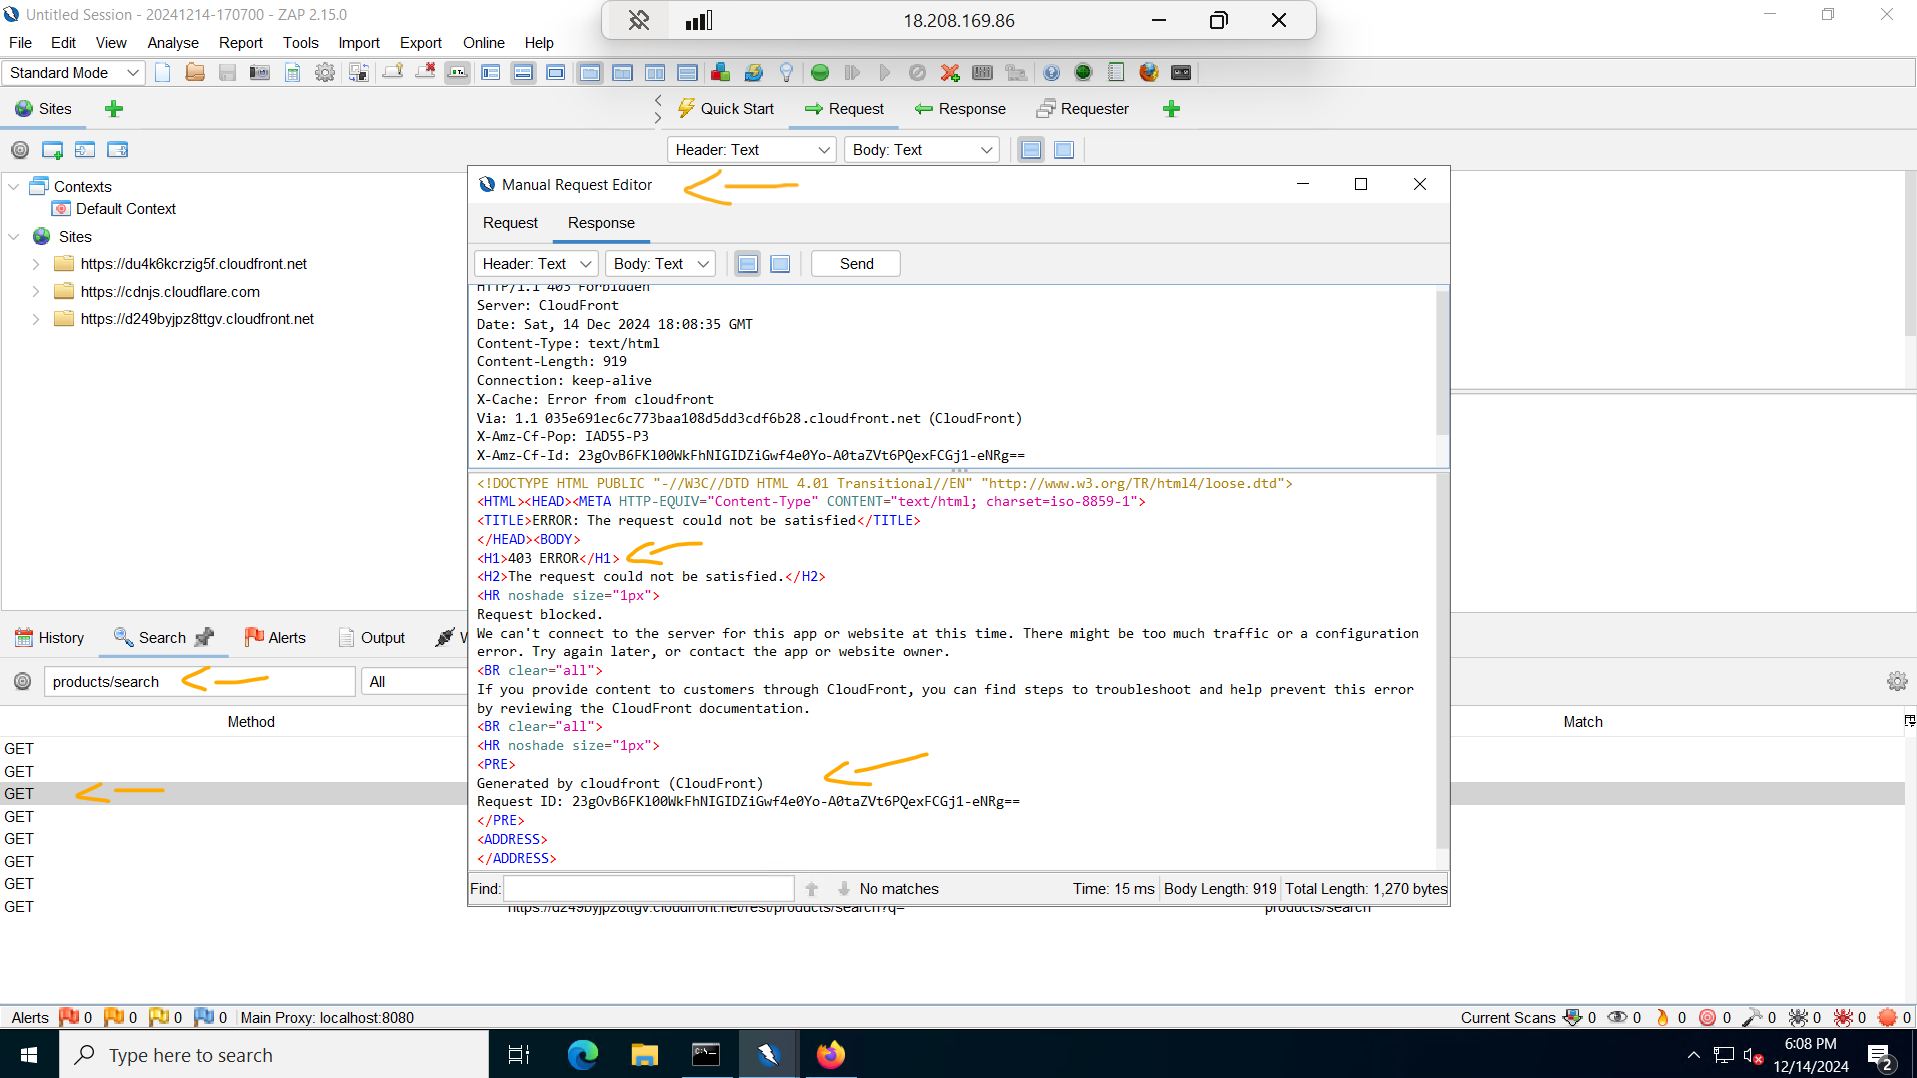 Untitled Session - 20241214-170700 - ZAP 2.15.0
18.208.169.86
File Edit View Analyse Report Tools Import Export Online Help
Standard Mode
Sites
Quick Start Request Response Requester
Header: Text Body: Text
Contexts
Default Context
Sites
https://du4k6kcrzig5f.cloudfront.net
https://cdnjs.cloudflare.com
https://d249byjpz8ttgv.cloudfront.net
Manual Request Editor
Request Response
Header: Text Body: Text Send
HTTP/1.1 403 Forbidden
Server: CloudFront
Date: Sat, 14 Dec 2024 18:08:35 GMT
Content-Type: text/html
Content-Length: 919
Connection: keep-alive
X-Cache: Error from cloudfront
Via: 1.1 035e691ec6c773baa108d5dd3cdf6b28.cloudfront.net (CloudFront)
X-Amz-Cf-Pop: IAD55-P3
X-Amz-Cf-Id: 23gOvB6FKl00WkFhNIGIDZiGwf4e0Yo-A0taZVt6PQexFCGj1-eNRg==
<!DOCTYPE HTML PUBLIC "-//W3C//DTD HTML 4.01 Transitional//EN" "http://www.w3.org/TR/html4/loose.dtd">
<HTML><HEAD><META HTTP-EQUIV="Content-Type" CONTENT="text/html; charset=iso-8859-1">
<TITLE>ERROR: The request could not be satisfied</TITLE>
</HEAD><BODY>
<H1>403 ERROR</H1>
<H2>The request could not be satisfied.</H2>
<HR noshade size="1px">
Request blocked.
We can't connect to the server for this app or website at this time. There might be too much traffic or a configuration
error. Try again later, or contact the app or website owner.
<BR clear="all">
If you provide content to customers through CloudFront, you can find steps to troubleshoot and help prevent this error
by reviewing the CloudFront documentation.
<BR clear="all">
<HR noshade size="1px">
<PRE>
Generated by cloudfront (CloudFront)
Request ID: 23gOvB6FKl00WkFhNIGIDZiGwf4e0Yo-A0taZVt6PQexFCGj1-eNRg==
</PRE>
<ADDRESS>
</ADDRESS>
Find: No matches Time: 15 ms Body Length: 919 Total Length: 1,270 bytes
History Search Alerts Output W
products/search All
Method Match
GET
GET
GET
GET
GET
GET
GET
GET https://d249byjpz8ttgv.cloudfront.net/rest/products/search?q= products/search
Alerts 0 0 0 0 Main Proxy: localhost:8080 Current Scans 0 0 0 0 0 0 0 0
Type here to search
6:08 PM
12/14/2024
2